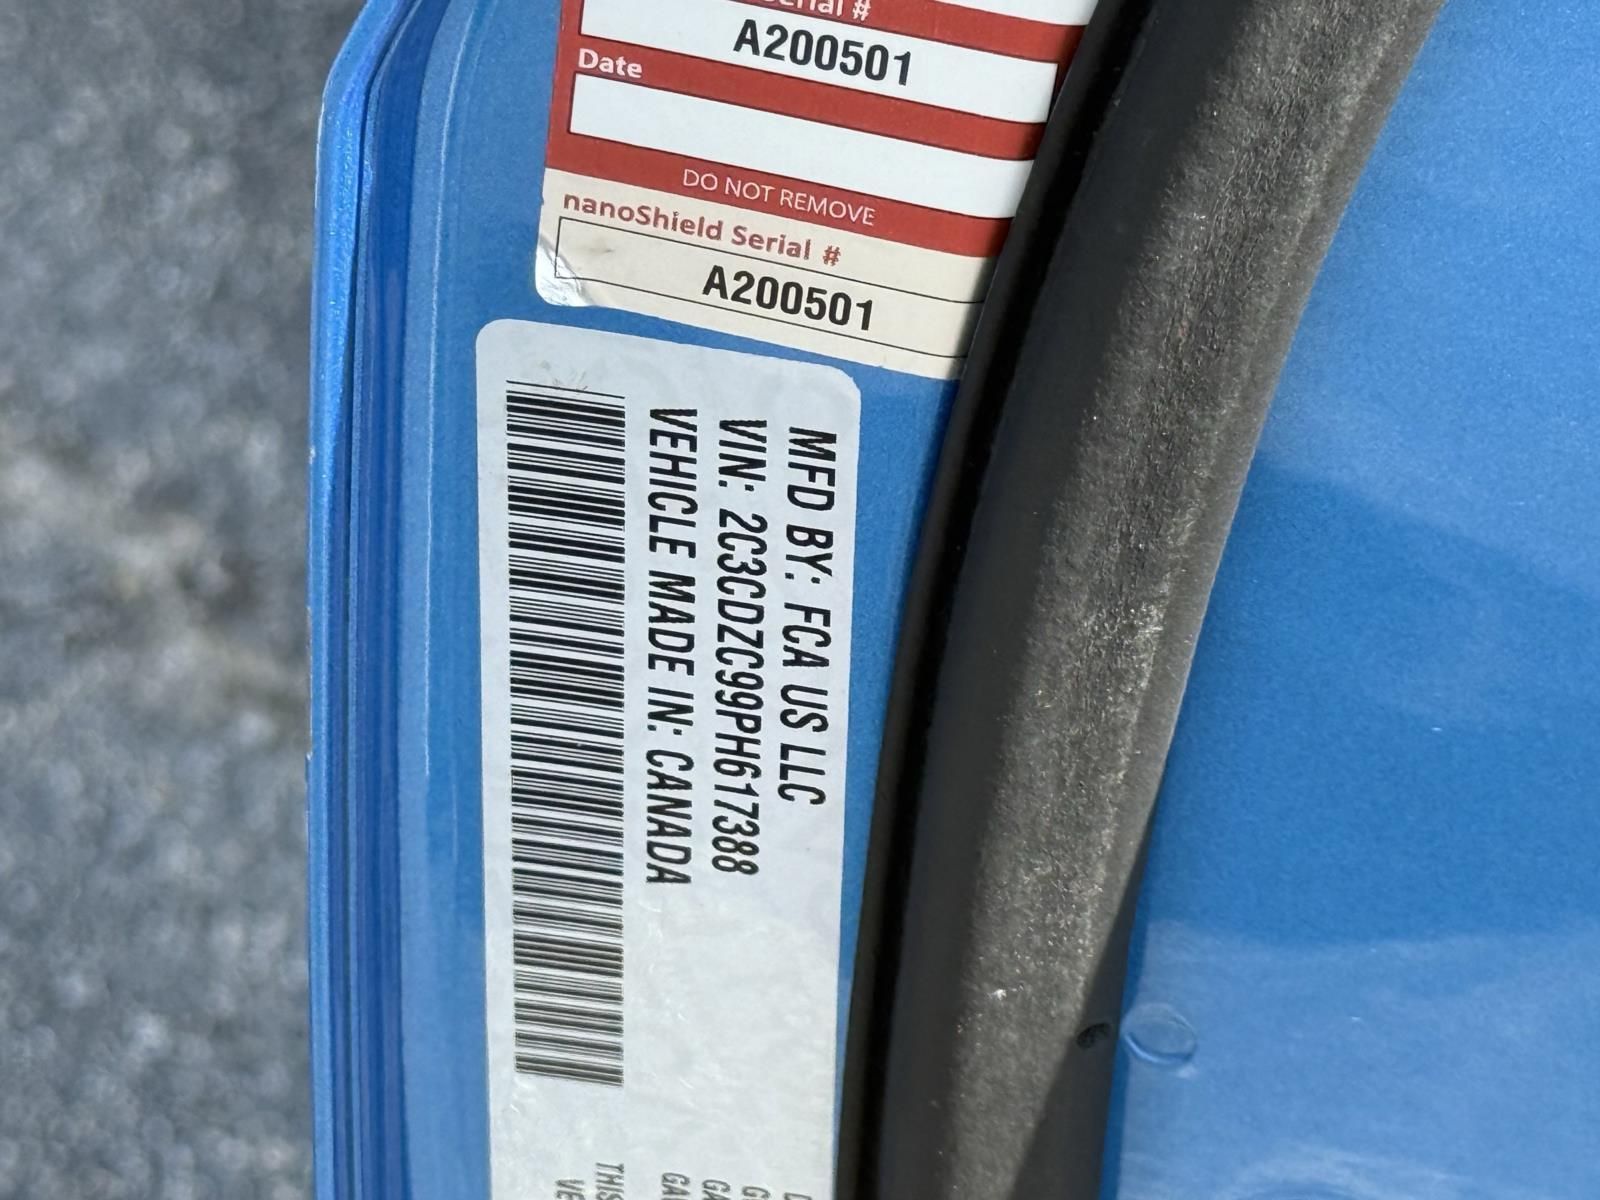 Serial #
A200501
Date
DO NOT REMOVE
nanoShield Serial #
A200501
MFD BY: FCA US LLC
VIN: 2C3CDZC99PH617388
VEHICLE MADE IN: CANADA
THIS